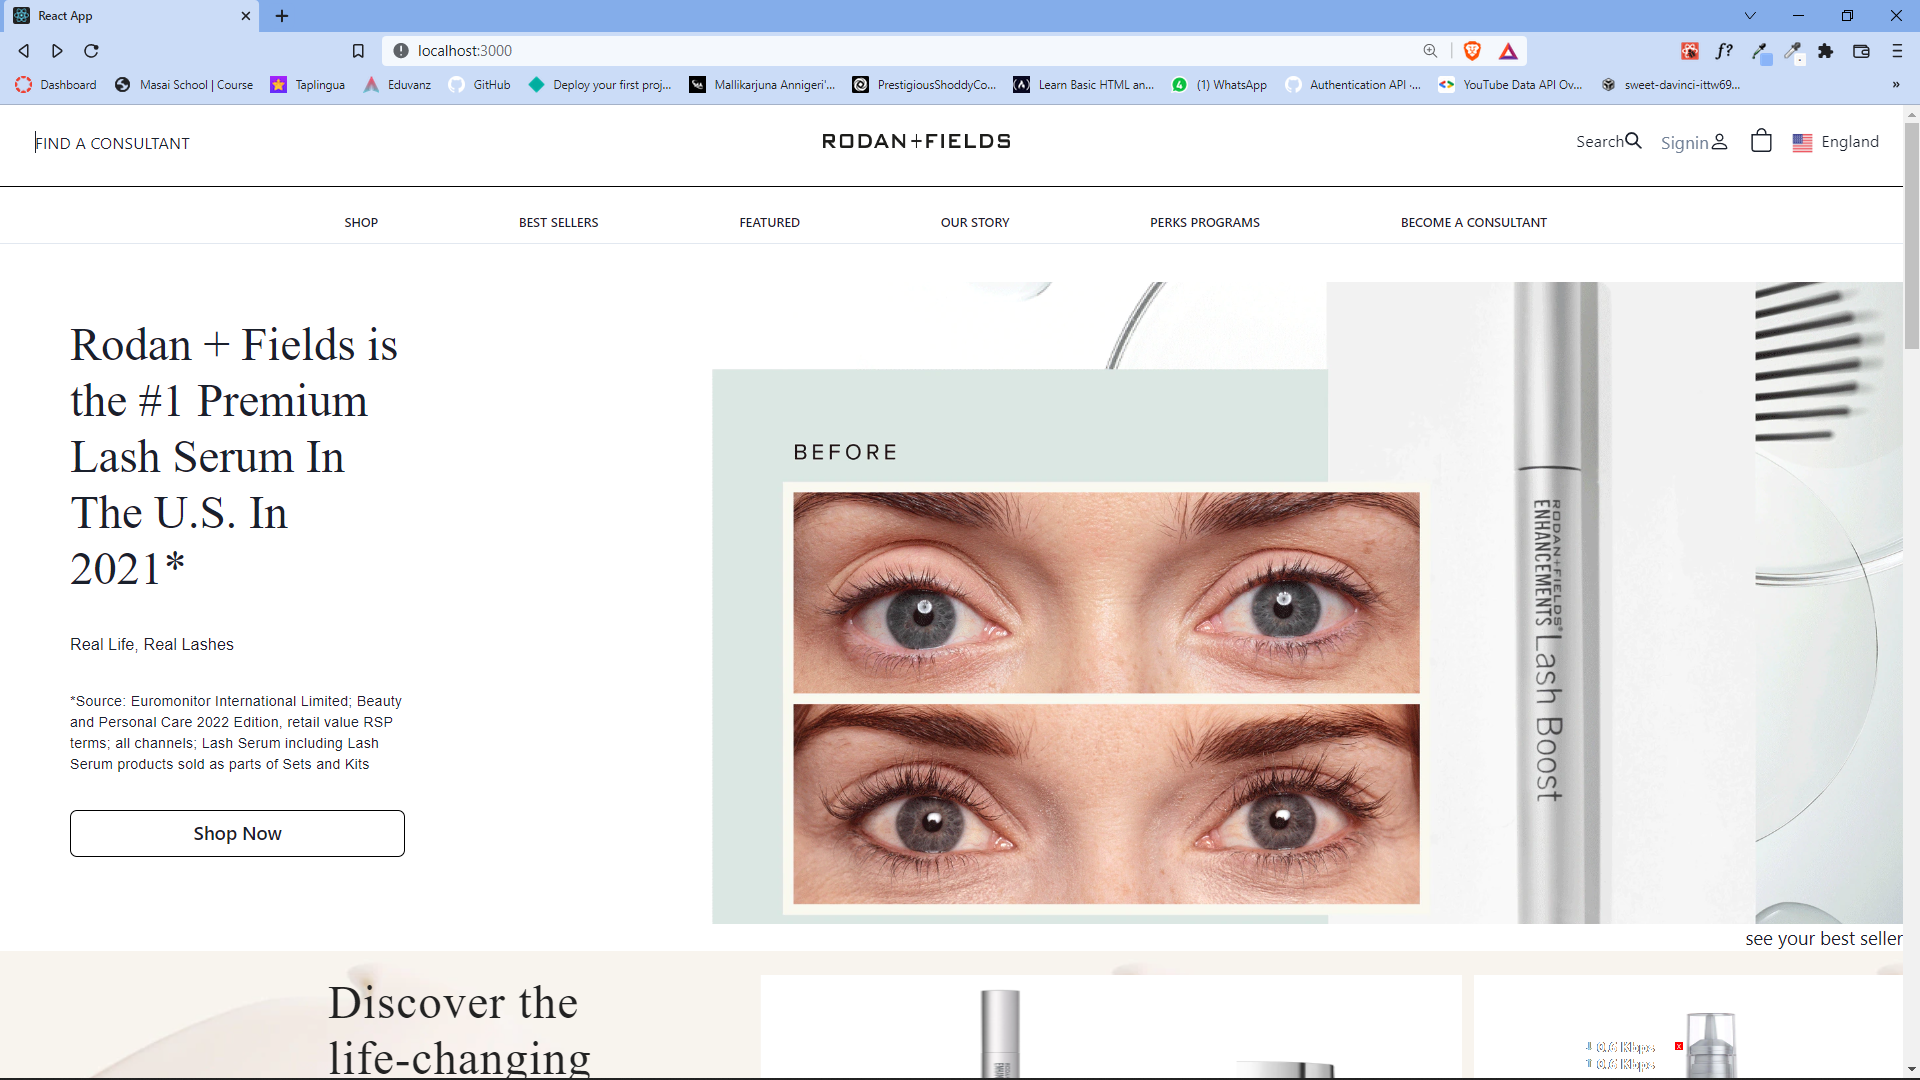 React App
localhost:3000
Dashboard
Masai School | Course
Taplingua
Eduvanz
GitHub
Deploy your first proj...
Mallikarjuna Annigeri'...
PrestigiousShoddyCo...
Learn Basic HTML an...
(1) WhatsApp
Authentication API ·...
YouTube Data API Ov...
sweet-davinci-ittw69...
»
FIND A CONSULTANT
RODAN+FIELDS
Search
Signin
England
SHOP
BEST SELLERS
FEATURED
OUR STORY
PERKS PROGRAMS
BECOME A CONSULTANT
Rodan + Fields is
the #1 Premium
Lash Serum In
The U.S. In
2021*
Real Life, Real Lashes
*Source: Euromonitor International Limited; Beauty
and Personal Care 2022 Edition, retail value RSP
terms; all channels; Lash Serum including Lash
Serum products sold as parts of Sets and Kits
Shop Now
BEFORE
RODAN+FIELDS®
ENHANCEMENTS
Lash Boost
see your best seller
Discover the
life-changing
0.6 Kbps
0.6 Kbps